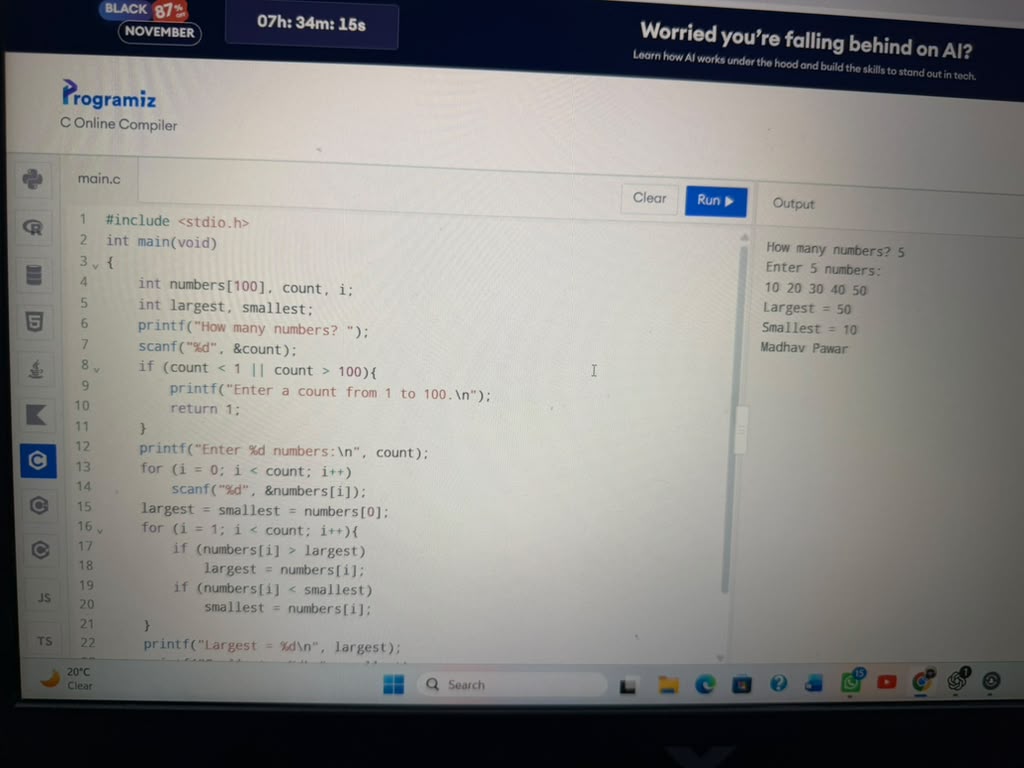 BLACK 87% OFF
NOVEMBER
07h: 34m: 15s
Worried you're falling behind on AI?
Learn how AI works under the hood and build the skills to stand out in tech.
Programiz
C Online Compiler
main.c
Clear
Run
Output
1 #include <stdio.h>
2 int main(void)
3 {
4 int numbers[100], count, i;
5 int largest, smallest;
6 printf("How many numbers? ");
7 scanf("%d", &count);
8 if (count < 1 || count > 100){
9 printf("Enter a count from 1 to 100.\n");
10 return 1;
11 }
12 printf("Enter %d numbers:\n", count);
13 for (i = 0; i < count; i++)
14 scanf("%d", &numbers[i]);
15 largest = smallest = numbers[0];
16 for (i = 1; i < count; i++){
17 if (numbers[i] > largest)
18 largest = numbers[i];
19 if (numbers[i] < smallest)
20 smallest = numbers[i];
21 }
22 printf("Largest = %d\n", largest);
How many numbers? 5
Enter 5 numbers:
10 20 30 40 50
Largest = 50
Smallest = 10
Madhav Pawar
JS
TS
20°C
Clear
Search
15
1